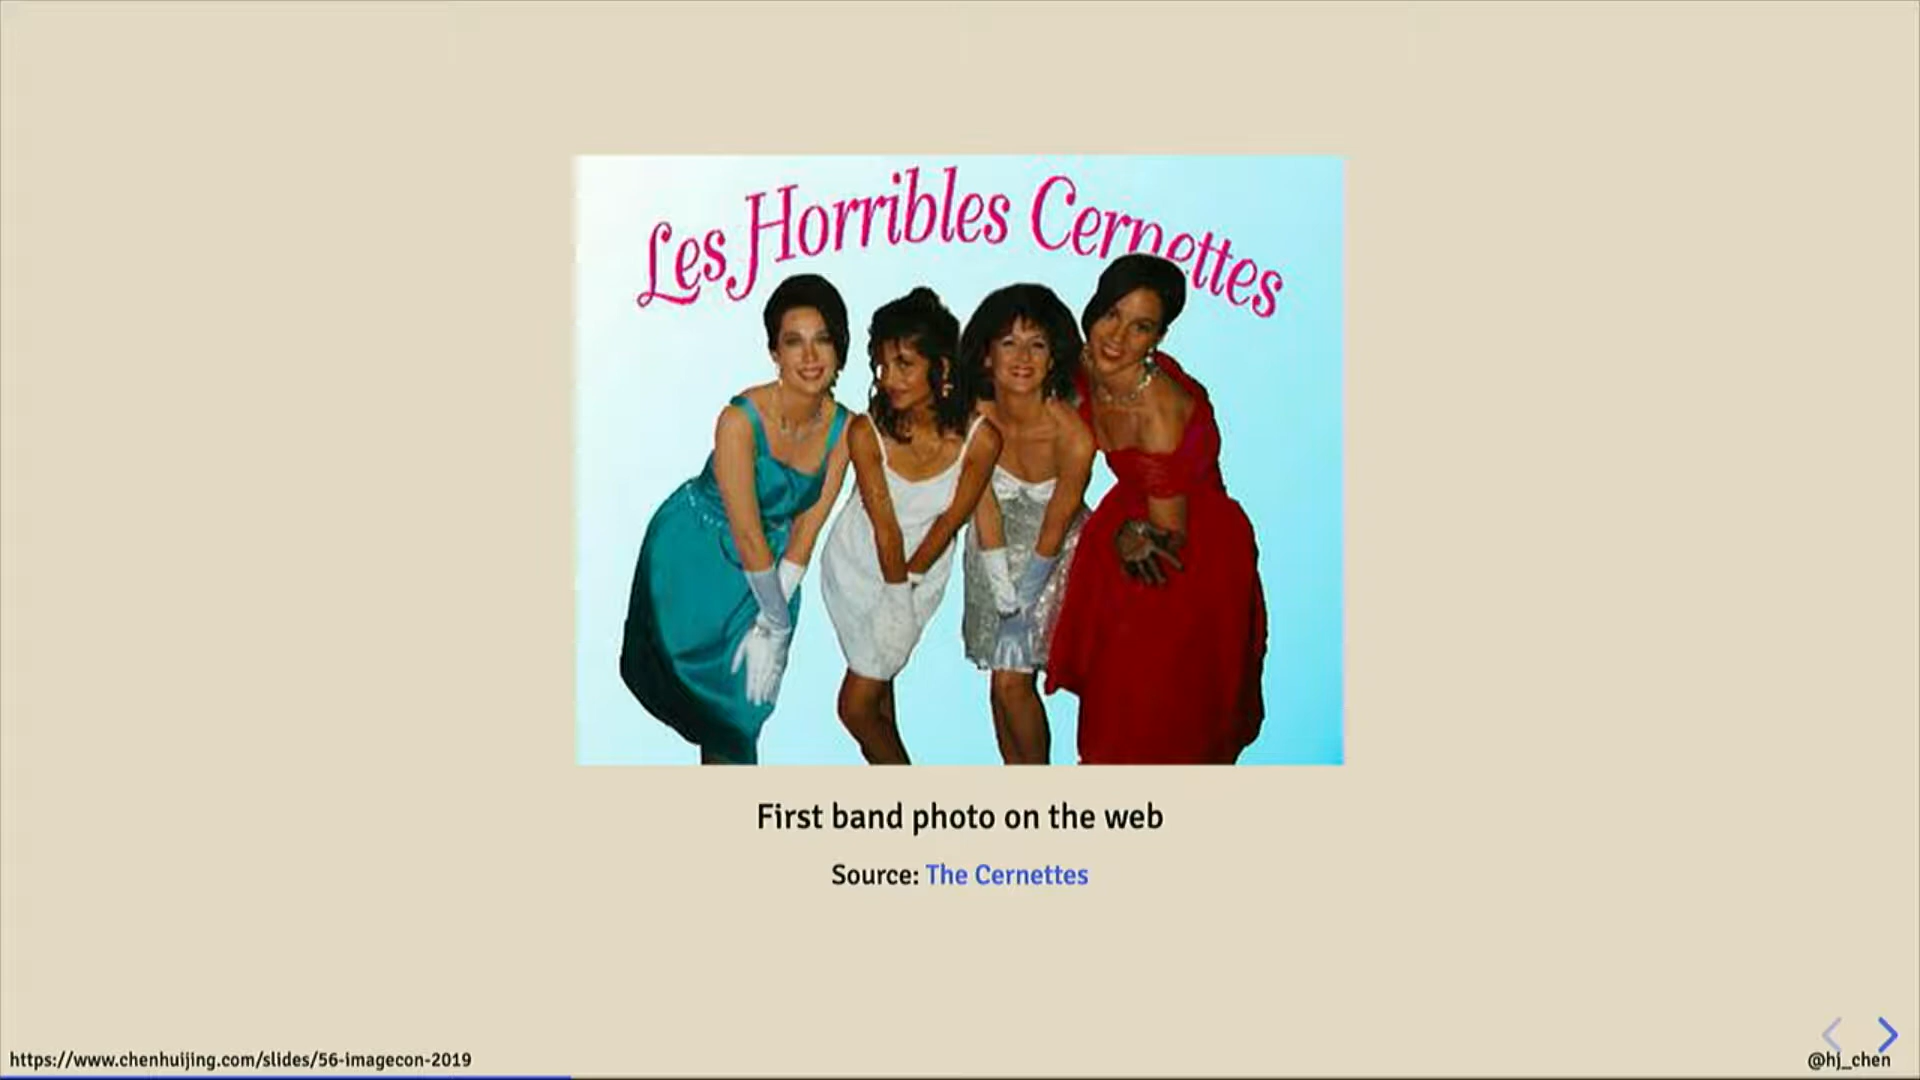 Les Horribles Cernettes
First band photo on the web
Source: The Cernettes
https://www.chenhuijing.com/slides/56-imagecon-2019
@hj_chen